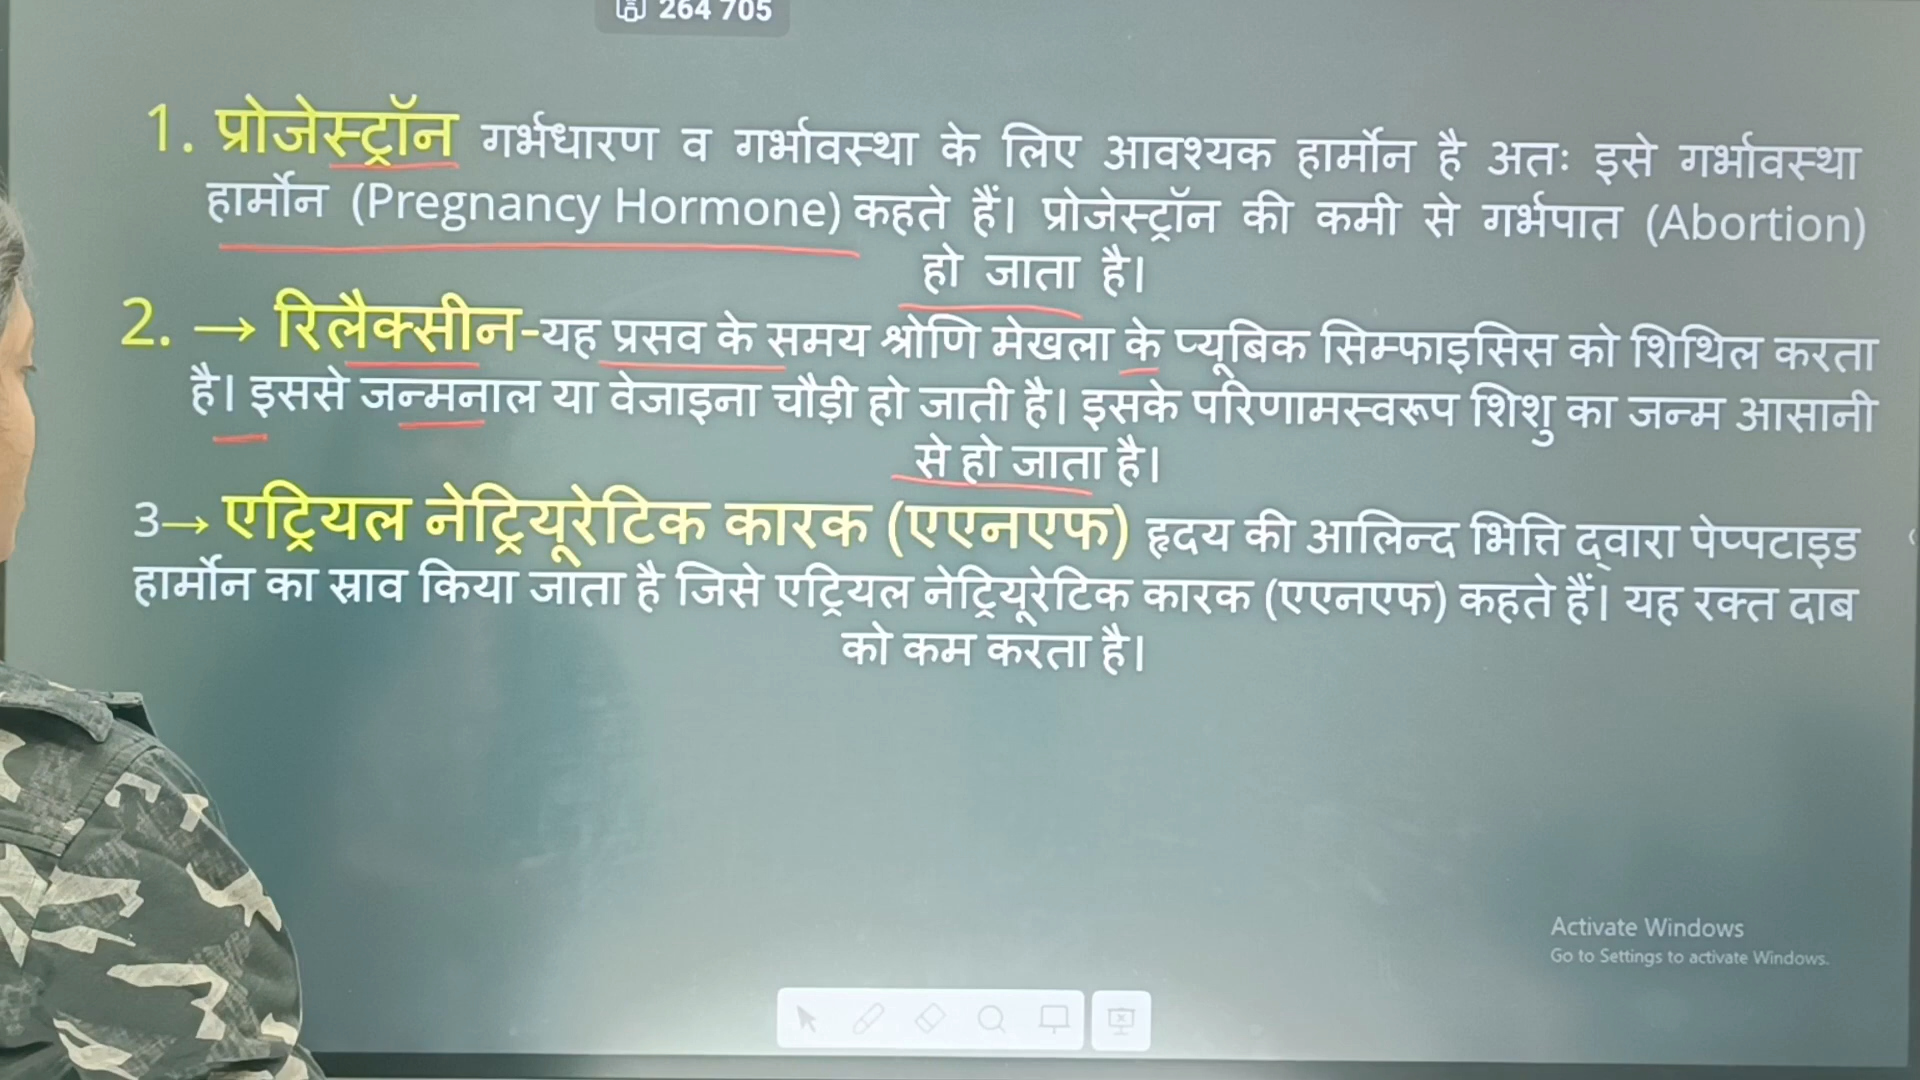 264 705
1. प्रोजेस्ट्रॉन गर्भधारण व गर्भावस्था के लिए आवश्यक हार्मोन है अतः इसे गर्भावस्था
हार्मोन (Pregnancy Hormone) कहते हैं। प्रोजेस्ट्रॉन की कमी से गर्भपात (Abortion)
हो जाता है।
2. → रिलैक्सीन-यह प्रसव के समय श्रोणि मेखला के प्यूबिक सिम्फाइसिस को शिथिल करता
है। इससे जन्मनाल या वेजाइना चौड़ी हो जाती है। इसके परिणामस्वरूप शिशु का जन्म आसानी
से हो जाता है।
3→ एट्रियल नेट्रियूरेटिक कारक (एएनएफ) हृदय की आलिन्द भित्ति द्वारा पेप्पटाइड
हार्मोन का स्राव किया जाता है जिसे एट्रियल नेट्रियूरेटिक कारक (एएनएफ) कहते हैं। यह रक्त दाब
को कम करता है।
Activate Windows
Go to Settings to activate Windows.